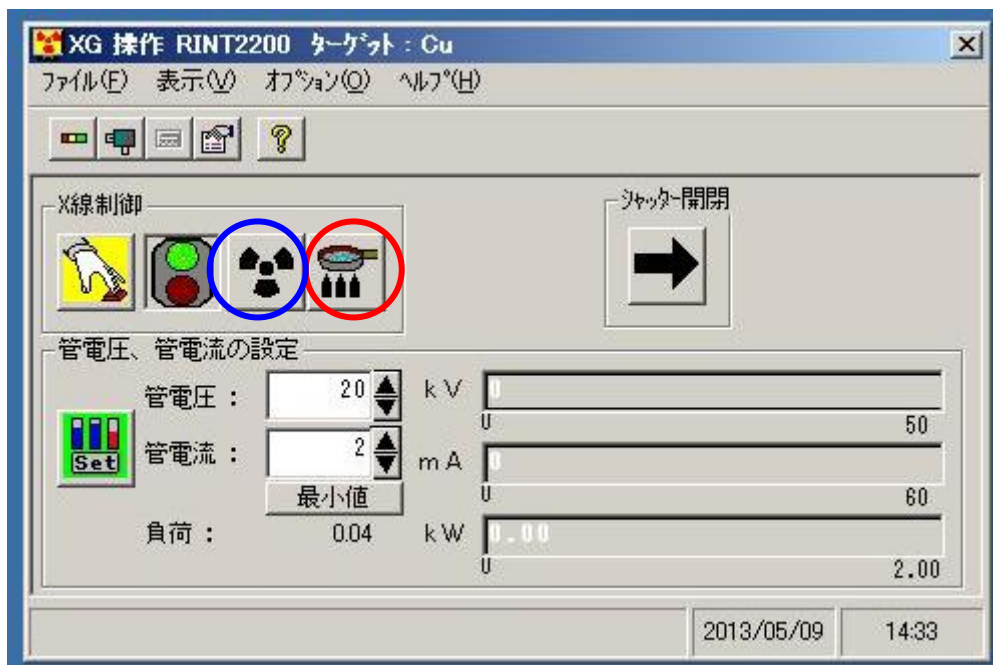 XG 操作 RINT2200 ﾀｰｹﾞｯﾄ : Cu
ﾌｧｲﾙ(F) 表示(V) ｵﾌﾟｼｮﾝ(O) ﾍﾙﾌﾟ(H)
X線制御
ｼｬｯﾀｰ開閉
管電圧、管電流の設定
管電圧 : 20 kV 0
0 50
Set
管電流 : 2 mA 0
最小値
0 60
負荷 : 0.04 kW 0.00
0 2.00
2013/05/09 14:33